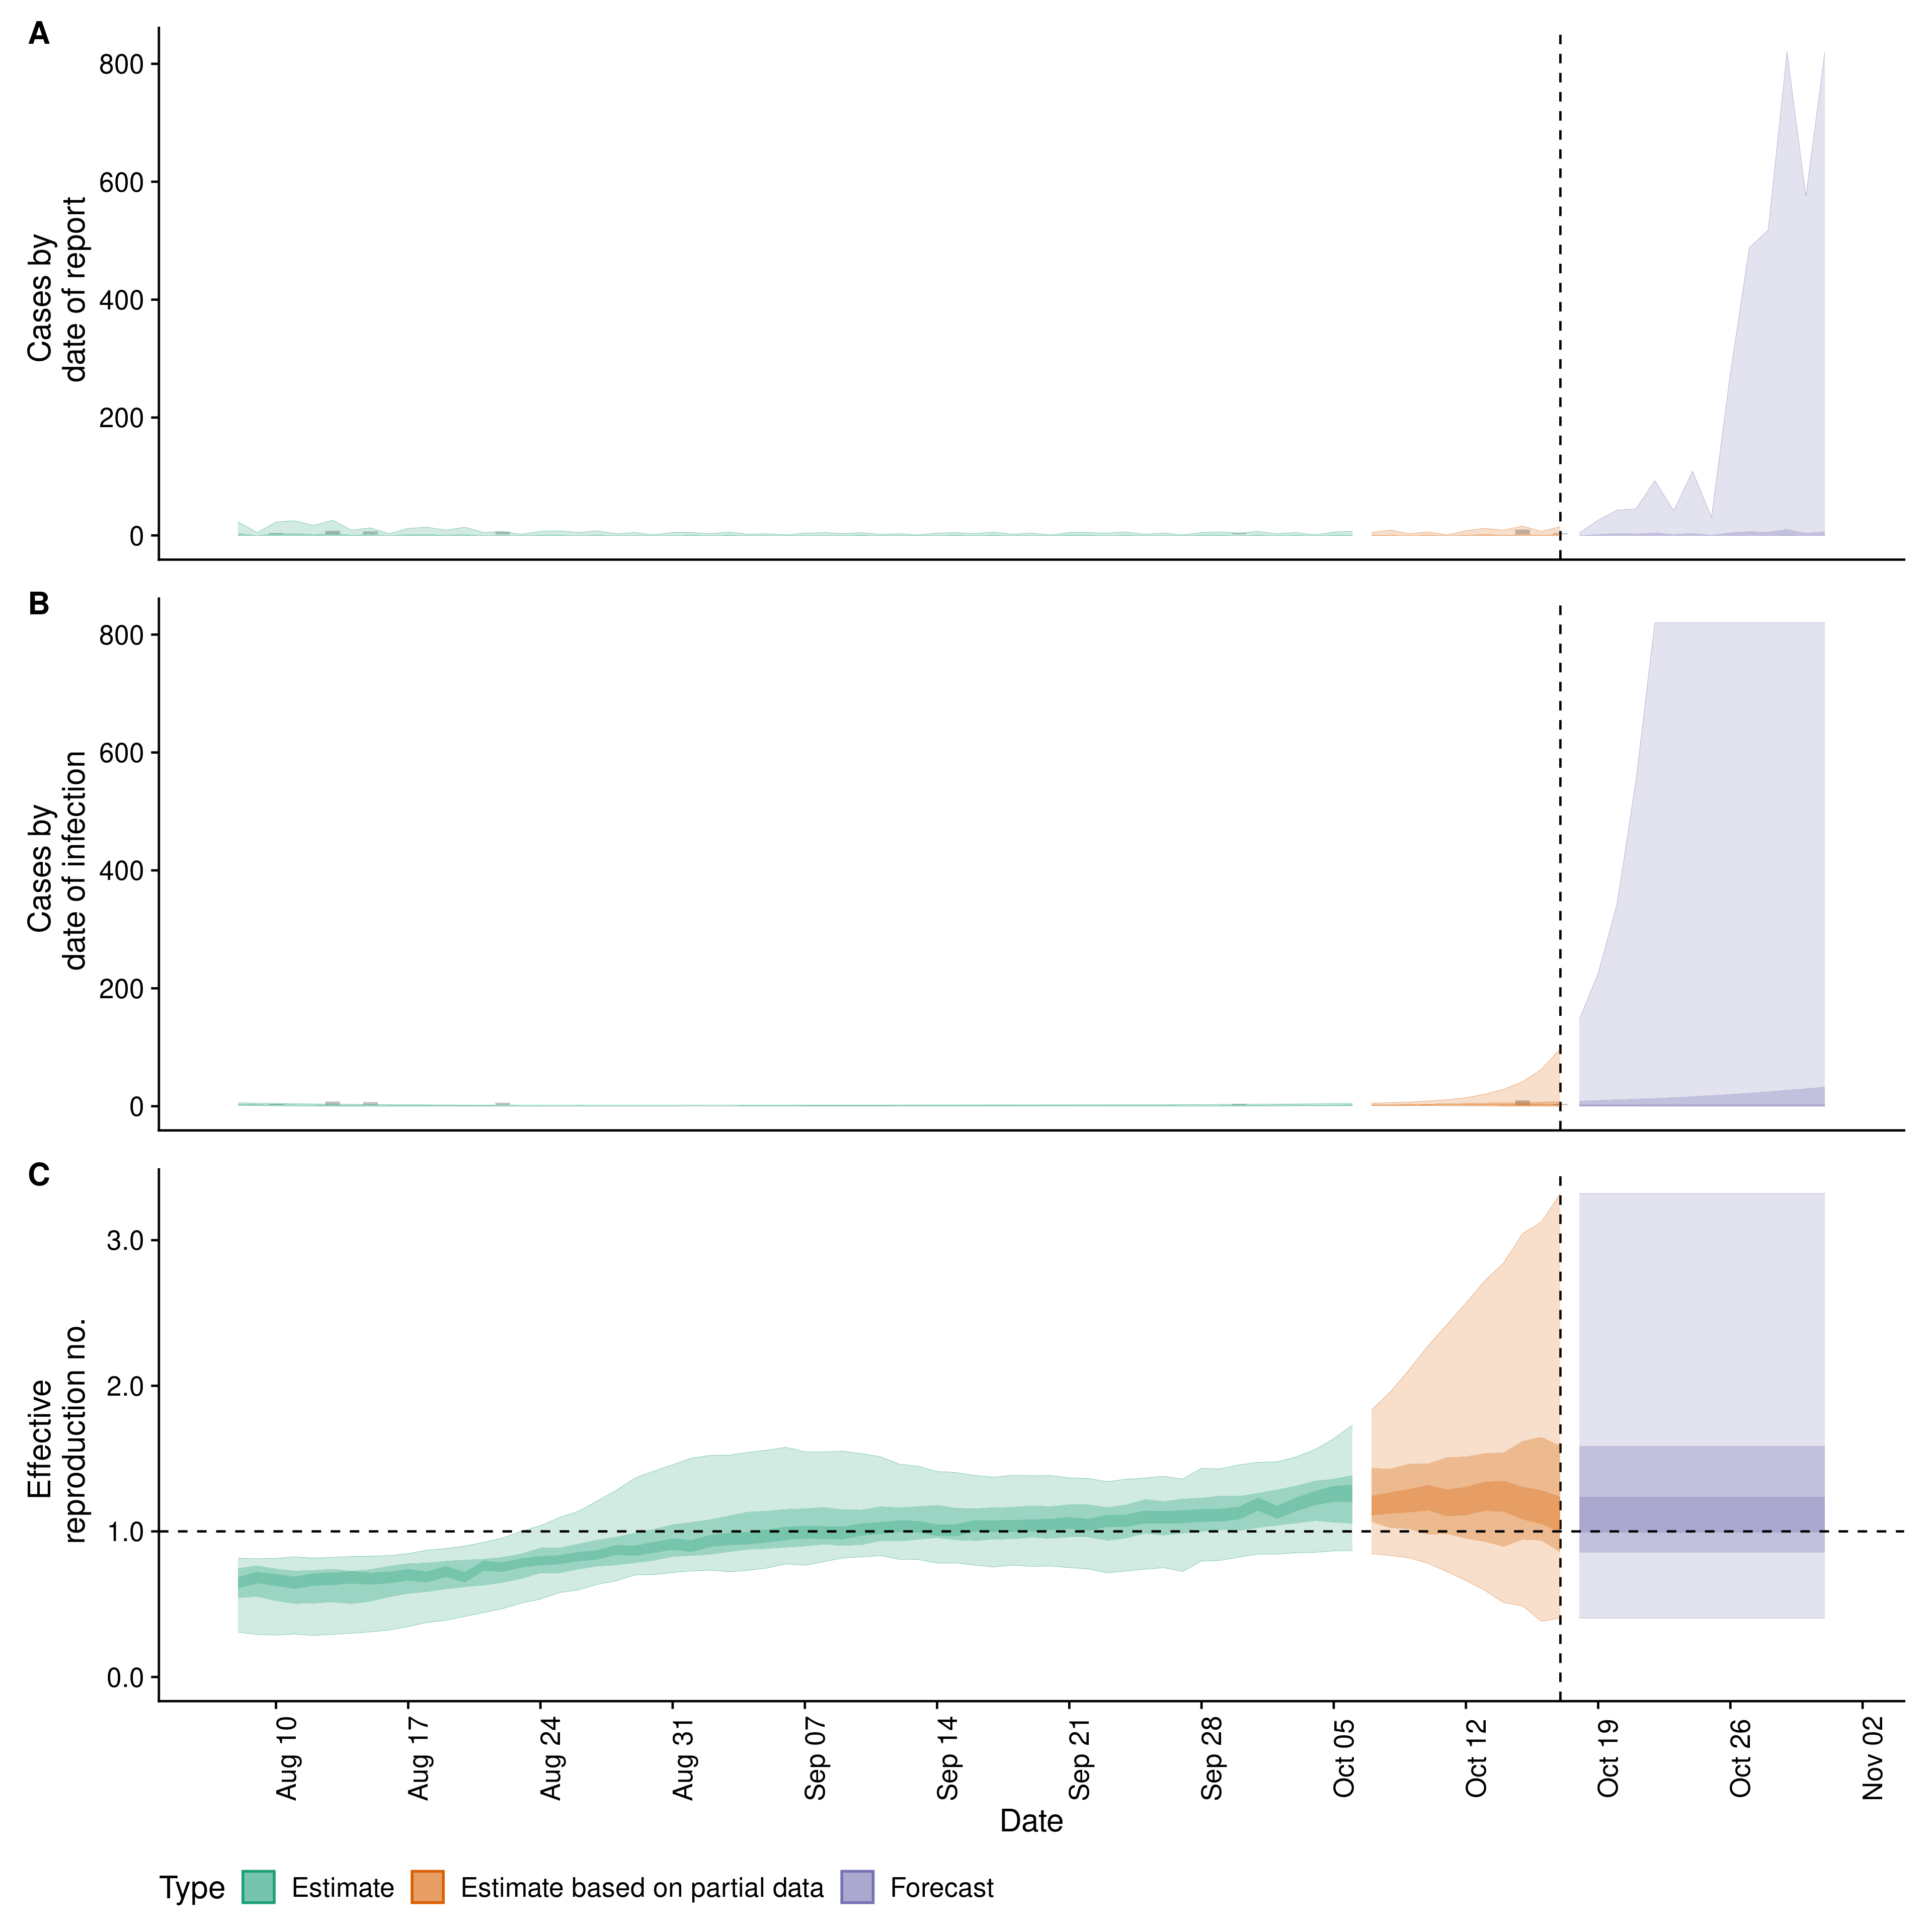 A
800
600
400
200
0
Cases by
date of report
B
800
600
400
200
0
Cases by
date of infection
C
3.0
2.0
1.0
0.0
Effective
reproduction no.
Aug 10
Aug 17
Aug 24
Aug 31
Sep 07
Sep 14
Sep 21
Sep 28
Oct 05
Oct 12
Oct 19
Oct 26
Nov 02
Date
Type Estimate Estimate based on partial data Forecast